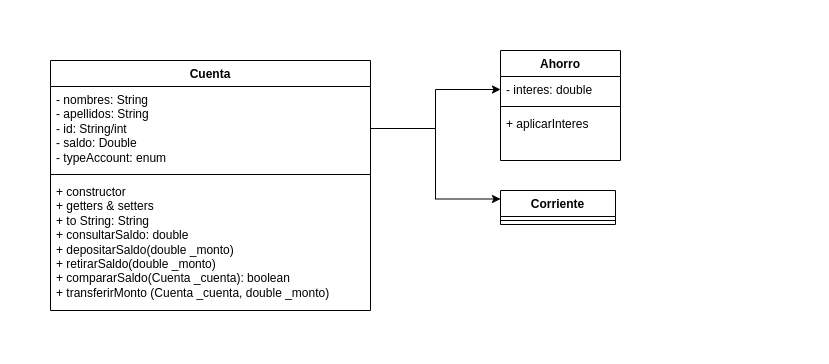 Cuenta
- nombres: String
- apellidos: String
- id: String/int
- saldo: Double
- typeAccount: enum
+ constructor
+ getters & setters
+ to String: String
+ consultarSaldo: double
+ depositarSaldo(double _monto)
+ retirarSaldo(double _monto)
+ compararSaldo(Cuenta _cuenta): boolean
+ transferirMonto (Cuenta _cuenta, double _monto)
Ahorro
- interes: double
+ aplicarInteres
Corriente